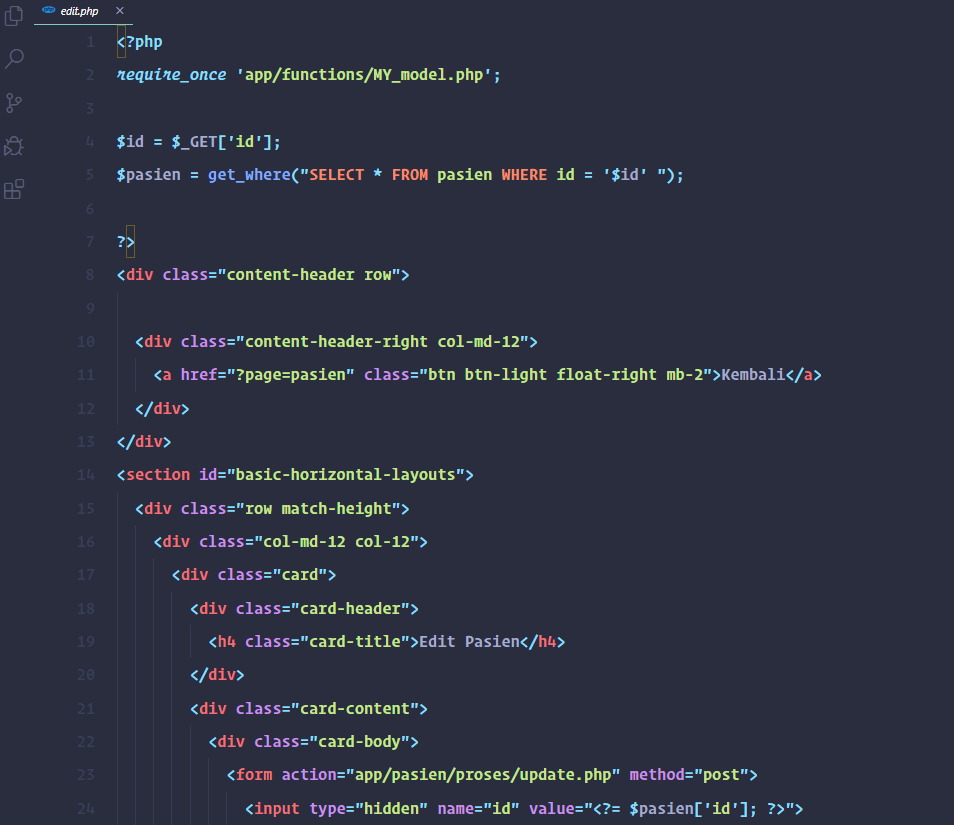 edit.php ×
1 <?php
2 require_once 'app/functions/MY_model.php';
3
4 $id = $_GET['id'];
5 $pasien = get_where("SELECT * FROM pasien WHERE id = '$id' ");
6
7 ?>
8 <div class="content-header row">
9
10 <div class="content-header-right col-md-12">
11 <a href="?page=pasien" class="btn btn-light float-right mb-2">Kembali</a>
12 </div>
13 </div>
14 <section id="basic-horizontal-layouts">
15 <div class="row match-height">
16 <div class="col-md-12 col-12">
17 <div class="card">
18 <div class="card-header">
19 <h4 class="card-title">Edit Pasien</h4>
20 </div>
21 <div class="card-content">
22 <div class="card-body">
23 <form action="app/pasien/proses/update.php" method="post">
24 <input type="hidden" name="id" value="<?= $pasien['id']; ?>">